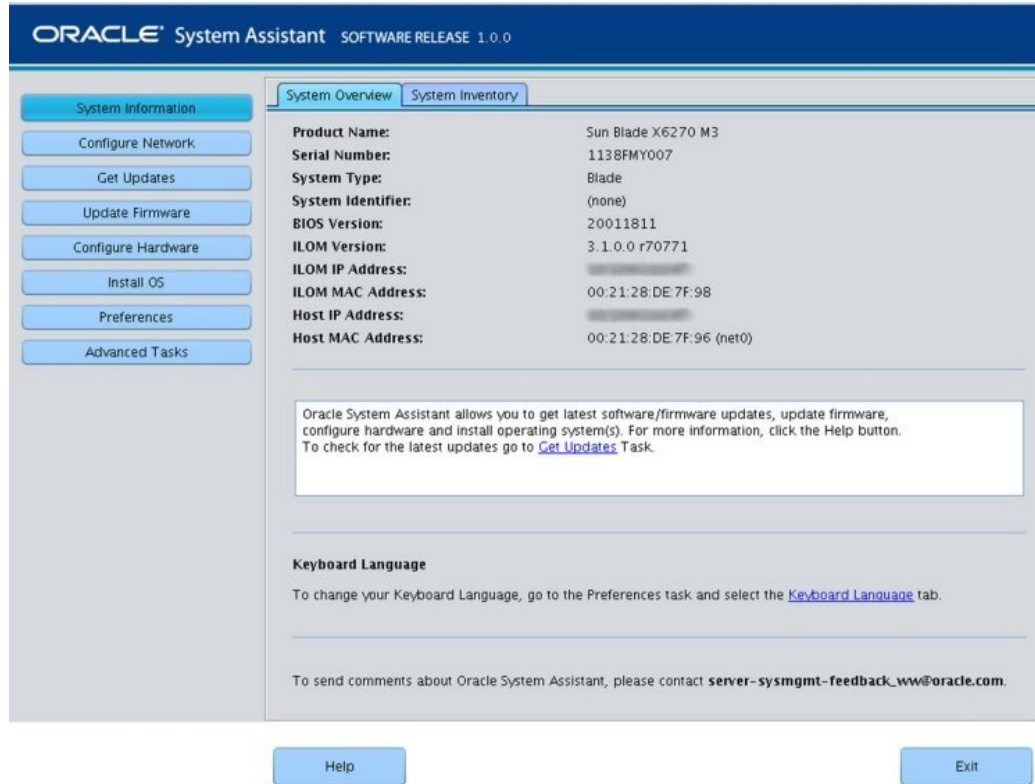 ORACLE System Assistant SOFTWARE RELEASE 1.0.0
System Information
Configure Network
Get Updates
Update Firmware
Configure Hardware
Install OS
Preferences
Advanced Tasks
System Overview System Inventory
Product Name: Sun Blade X6270 M3
Serial Number: 1138FMY007
System Type: Blade
System Identifier: (none)
BIOS Version: 20011811
ILOM Version: 3.1.0.0 r70771
ILOM IP Address:
ILOM MAC Address: 00:21:28:DE:7F:98
Host IP Address:
Host MAC Address: 00:21:28:DE:7F:96 (net0)
Oracle System Assistant allows you to get latest software/firmware updates, update firmware,
configure hardware and install operating system(s). For more information, click the Help button.
To check for the latest updates go to Get Updates Task.
Keyboard Language
To change your Keyboard Language, go to the Preferences task and select the Keyboard Language tab.
To send comments about Oracle System Assistant, please contact server-sysmgmt-feedback_ww@oracle.com.
Help Exit